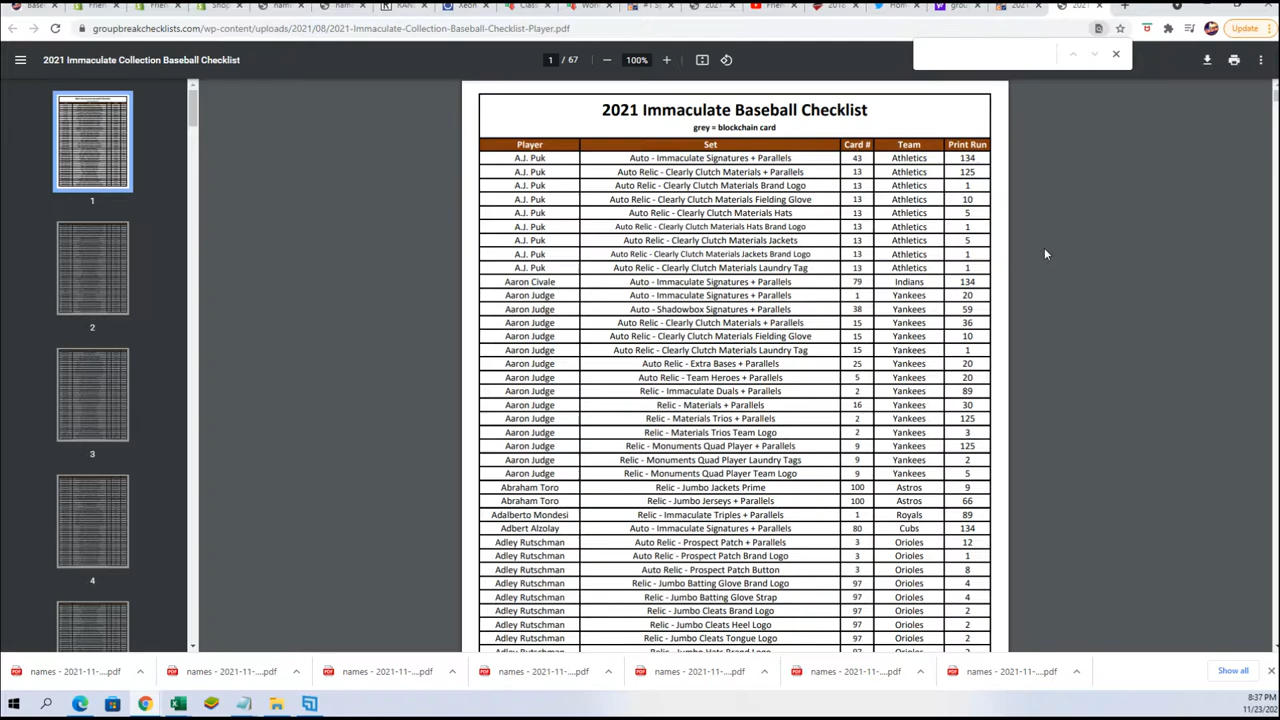 groupbreakchecklists.com/wp-content/uploads/2021/08/2021-Immaculate-Collection-Baseball-Checklist-Player.pdf
Update
2021 Immaculate Collection Baseball Checklist
1 / 67
100%
2021 Immaculate Baseball Checklist
grey = blockchain card
Player Set Card # Team Print Run
A.J. Puk Auto - Immaculate Signatures + Parallels 43 Athletics 134
A.J. Puk Auto Relic - Clearly Clutch Materials + Parallels 13 Athletics 125
A.J. Puk Auto Relic - Clearly Clutch Materials Brand Logo 13 Athletics 1
A.J. Puk Auto Relic - Clearly Clutch Materials Fielding Glove 13 Athletics 10
A.J. Puk Auto Relic - Clearly Clutch Materials Hats 13 Athletics 5
A.J. Puk Auto Relic - Clearly Clutch Materials Hats Brand Logo 13 Athletics 1
A.J. Puk Auto Relic - Clearly Clutch Materials Jackets 13 Athletics 5
A.J. Puk Auto Relic - Clearly Clutch Materials Jackets Brand Logo 13 Athletics 1
A.J. Puk Auto Relic - Clearly Clutch Materials Laundry Tag 13 Athletics 1
Aaron Civale Auto - Immaculate Signatures + Parallels 79 Indians 134
Aaron Judge Auto - Immaculate Signatures + Parallels 1 Yankees 20
Aaron Judge Auto - Shadowbox Signatures + Parallels 38 Yankees 59
Aaron Judge Auto Relic - Clearly Clutch Materials + Parallels 15 Yankees 36
Aaron Judge Auto Relic - Clearly Clutch Materials Fielding Glove 15 Yankees 10
Aaron Judge Auto Relic - Clearly Clutch Materials Laundry Tag 15 Yankees 1
Aaron Judge Auto Relic - Extra Bases + Parallels 25 Yankees 20
Aaron Judge Auto Relic - Team Heroes + Parallels 5 Yankees 20
Aaron Judge Relic - Immaculate Duals + Parallels 2 Yankees 89
Aaron Judge Relic - Materials + Parallels 16 Yankees 30
Aaron Judge Relic - Materials Trios + Parallels 2 Yankees 125
Aaron Judge Relic - Materials Trios Team Logo 2 Yankees 3
Aaron Judge Relic - Monuments Quad Player + Parallels 9 Yankees 125
Aaron Judge Relic - Monuments Quad Player Laundry Tags 9 Yankees 2
Aaron Judge Relic - Monuments Quad Player Team Logo 9 Yankees 5
Abraham Toro Relic - Jumbo Jackets Prime 100 Astros 9
Abraham Toro Relic - Jumbo Jerseys + Parallels 100 Astros 66
Adalberto Mondesi Relic - Immaculate Triples + Parallels 1 Royals 89
Adbert Alzolay Auto - Immaculate Signatures + Parallels 80 Cubs 134
Adley Rutschman Auto Relic - Prospect Patch + Parallels 3 Orioles 12
Adley Rutschman Auto Relic - Prospect Patch Brand Logo 3 Orioles 1
Adley Rutschman Auto Relic - Prospect Patch Button 3 Orioles 8
Adley Rutschman Relic - Jumbo Batting Glove Brand Logo 97 Orioles 4
Adley Rutschman Relic - Jumbo Batting Glove Strap 97 Orioles 4
Adley Rutschman Relic - Jumbo Cleats Brand Logo 97 Orioles 2
Adley Rutschman Relic - Jumbo Cleats Heel Logo 97 Orioles 2
Adley Rutschman Relic - Jumbo Cleats Tongue Logo 97 Orioles 2
1
2
3
4
names - 2021-11-....pdf names - 2021-11-....pdf names - 2021-11-....pdf names - 2021-11-....pdf names - 2021-11-....pdf names - 2021-11-....pdf names - 2021-11-....pdf Show all
8:37 PM
11/23/202